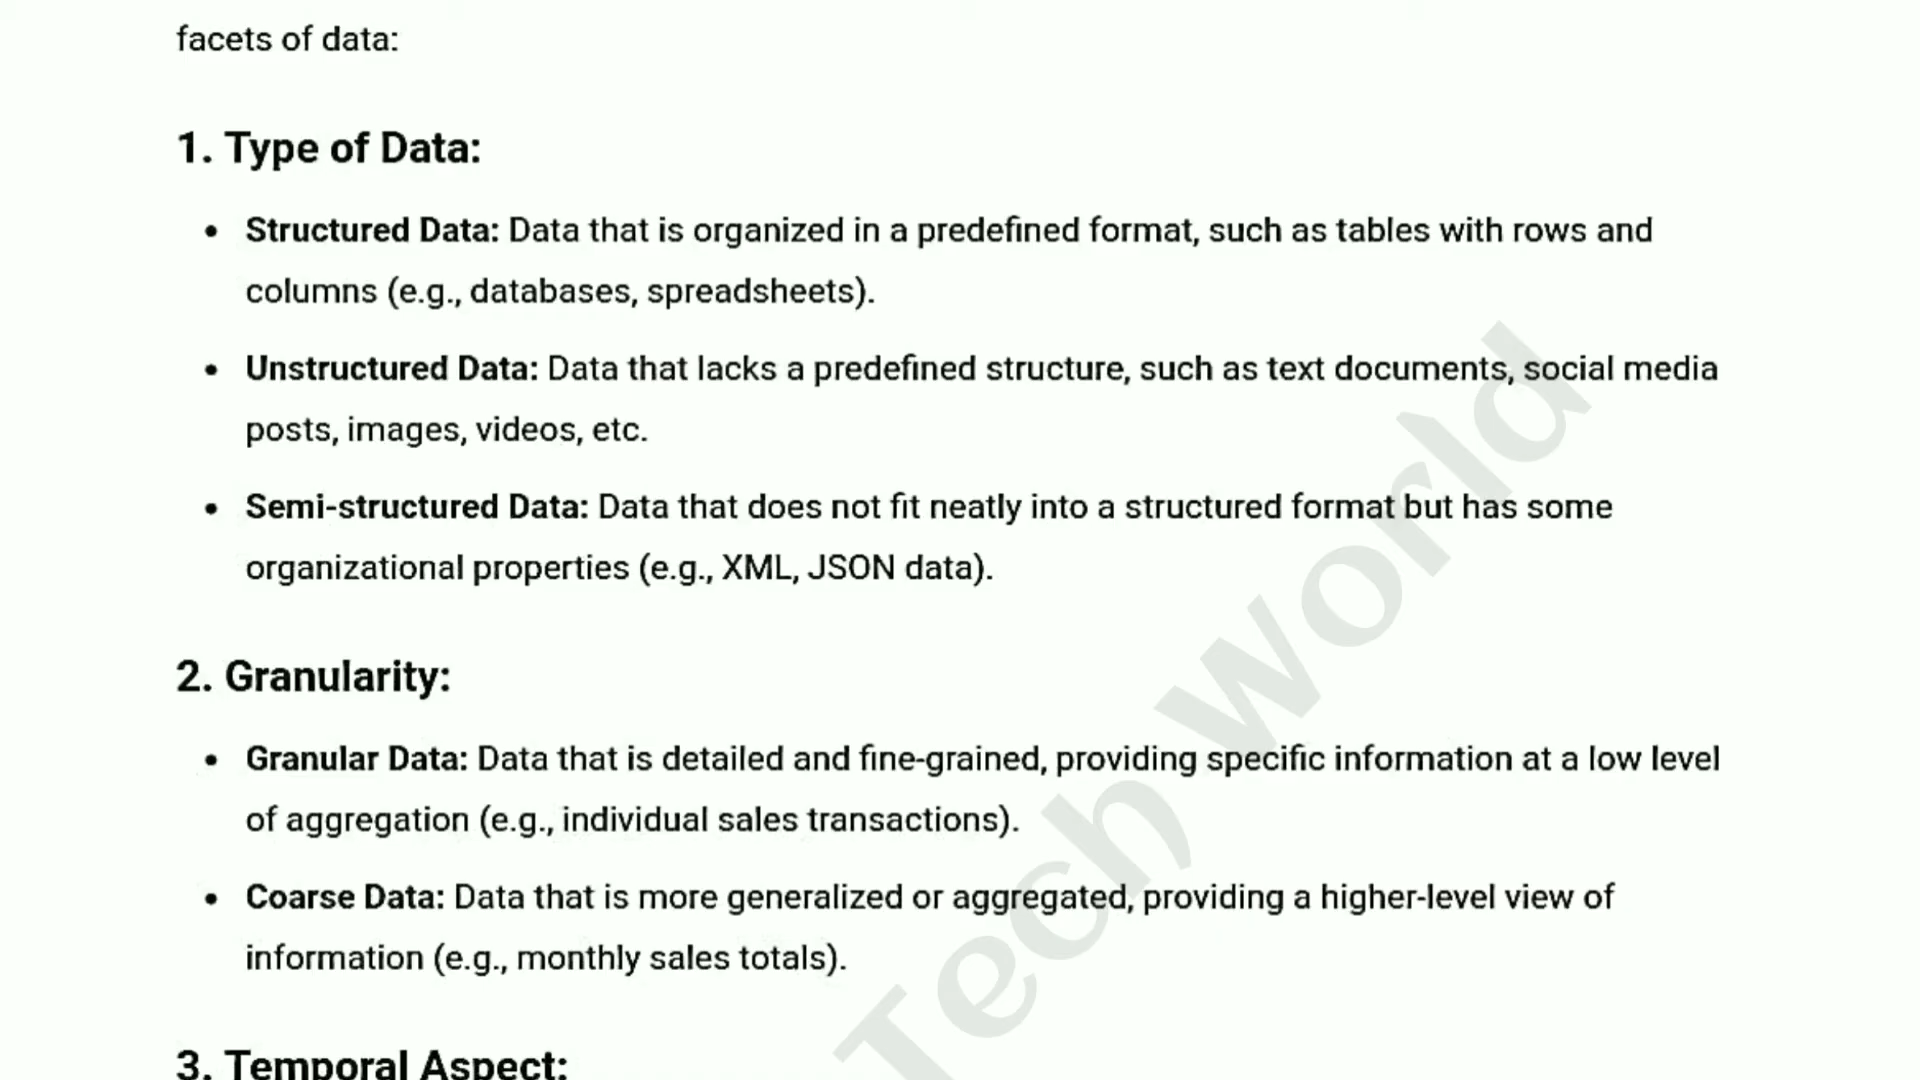 facets of data:
1. Type of Data:
• Structured Data: Data that is organized in a predefined format, such as tables with rows and
columns (e.g., databases, spreadsheets).
• Unstructured Data: Data that lacks a predefined structure, such as text documents, social media
posts, images, videos, etc.
• Semi-structured Data: Data that does not fit neatly into a structured format but has some
organizational properties (e.g., XML, JSON data).
2. Granularity:
• Granular Data: Data that is detailed and fine-grained, providing specific information at a low level
of aggregation (e.g., individual sales transactions).
• Coarse Data: Data that is more generalized or aggregated, providing a higher-level view of
information (e.g., monthly sales totals).
3. Temporal Aspect:
Tech World